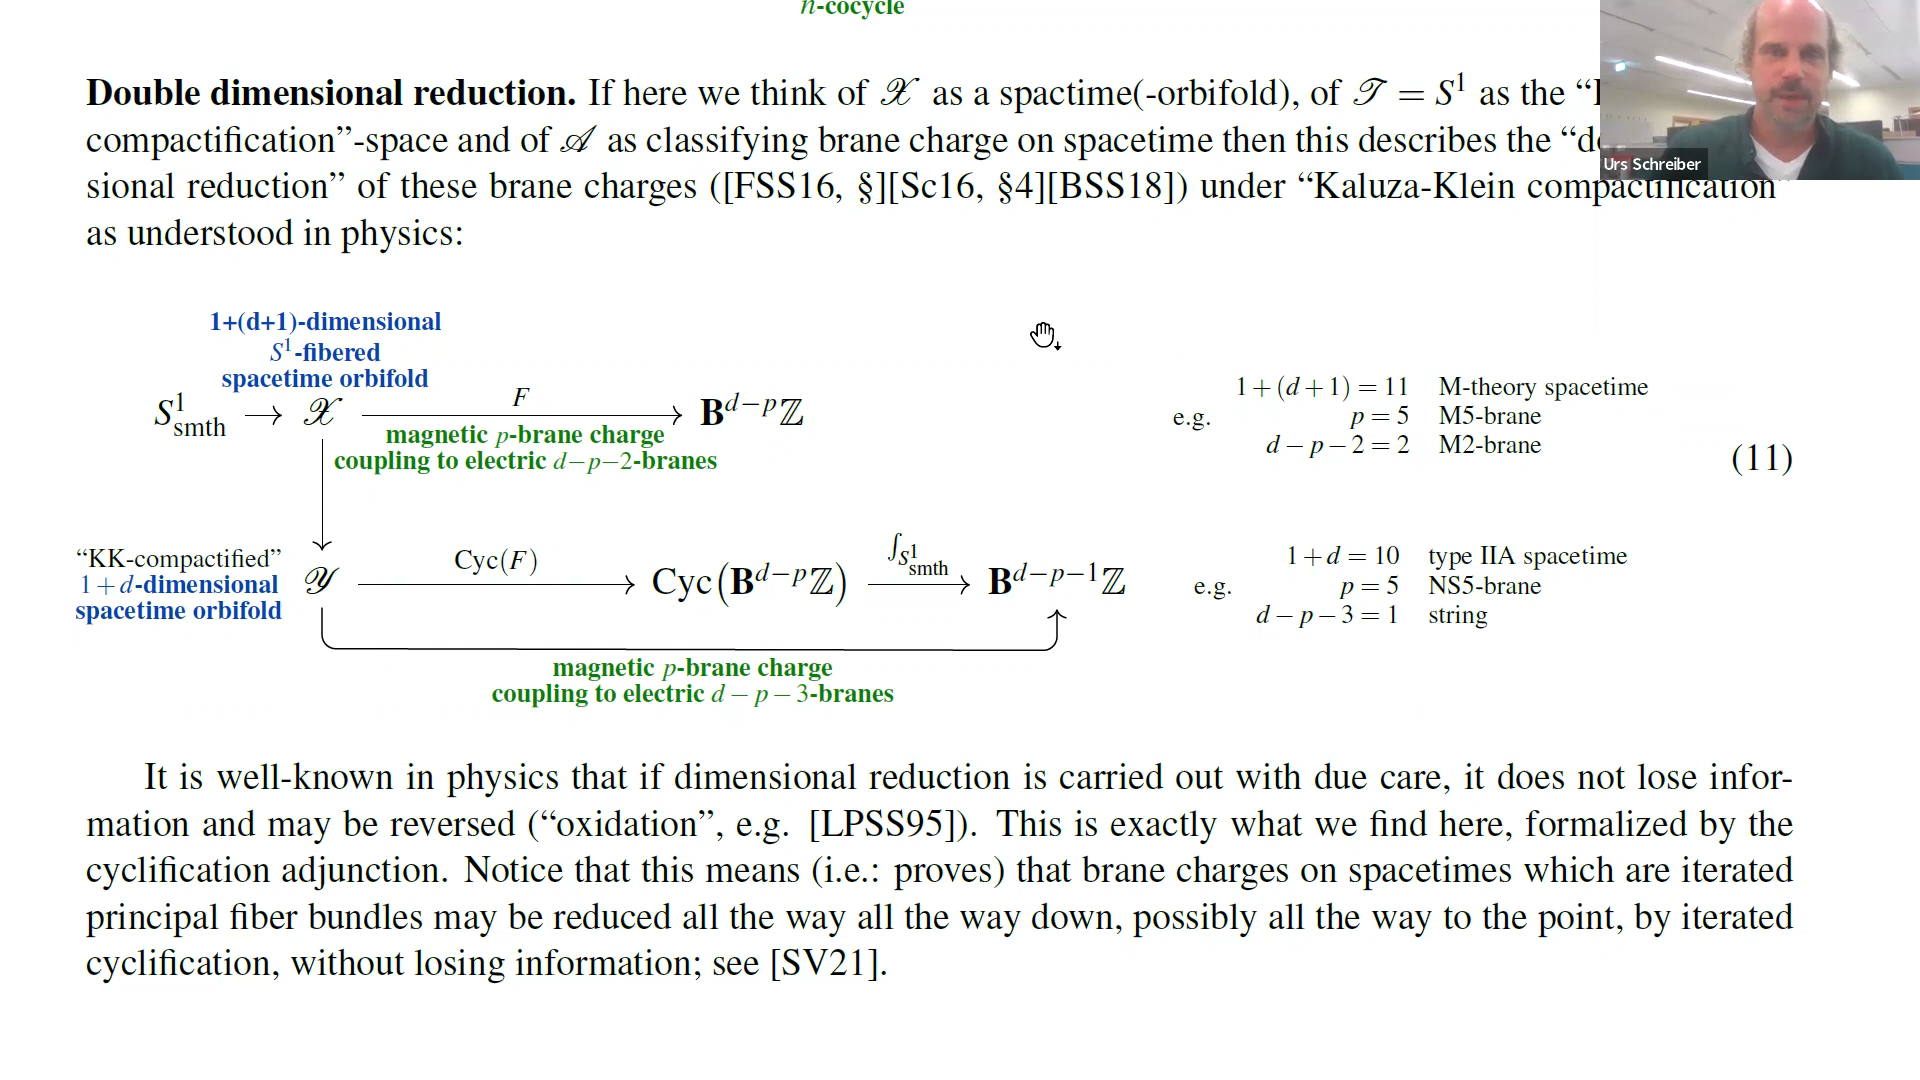 n-cocycle
Double dimensional reduction. If here we think of 𝒳 as a spactime(-orbifold), of 𝒯 = S¹ as the “
compactification”-space and of 𝒜 as classifying brane charge on spacetime then this describes the “
sional reduction” of these brane charges ([FSS16, §][Sc16, §4][BSS18]) under “Kaluza-Klein compactification”
as understood in physics:
Urs Schreiber
1+(d+1)-dimensional
S¹-fibered
spacetime orbifold
S¹smth → 𝒳 F → B^{d−p}ℤ
magnetic p-brane charge
coupling to electric d−p−2-branes
e.g. 1+(d+1) = 11 M-theory spacetime
p = 5 M5-brane
d−p−2 = 2 M2-brane
(11)
“KK-compactified”
1+d-dimensional
spacetime orbifold
𝒴 Cyc(F) → Cyc(B^{d−p}ℤ) ∫S¹smth → B^{d−p−1}ℤ
e.g. 1+d = 10 type IIA spacetime
p = 5 NS5-brane
d−p−3 = 1 string
magnetic p-brane charge
coupling to electric d−p−3-branes
It is well-known in physics that if dimensional reduction is carried out with due care, it does not lose infor-
mation and may be reversed (“oxidation”, e.g. [LPSS95]). This is exactly what we find here, formalized by the
cyclification adjunction. Notice that this means (i.e.: proves) that brane charges on spacetimes which are iterated
principal fiber bundles may be reduced all the way all the way down, possibly all the way to the point, by iterated
cyclification, without losing information; see [SV21].